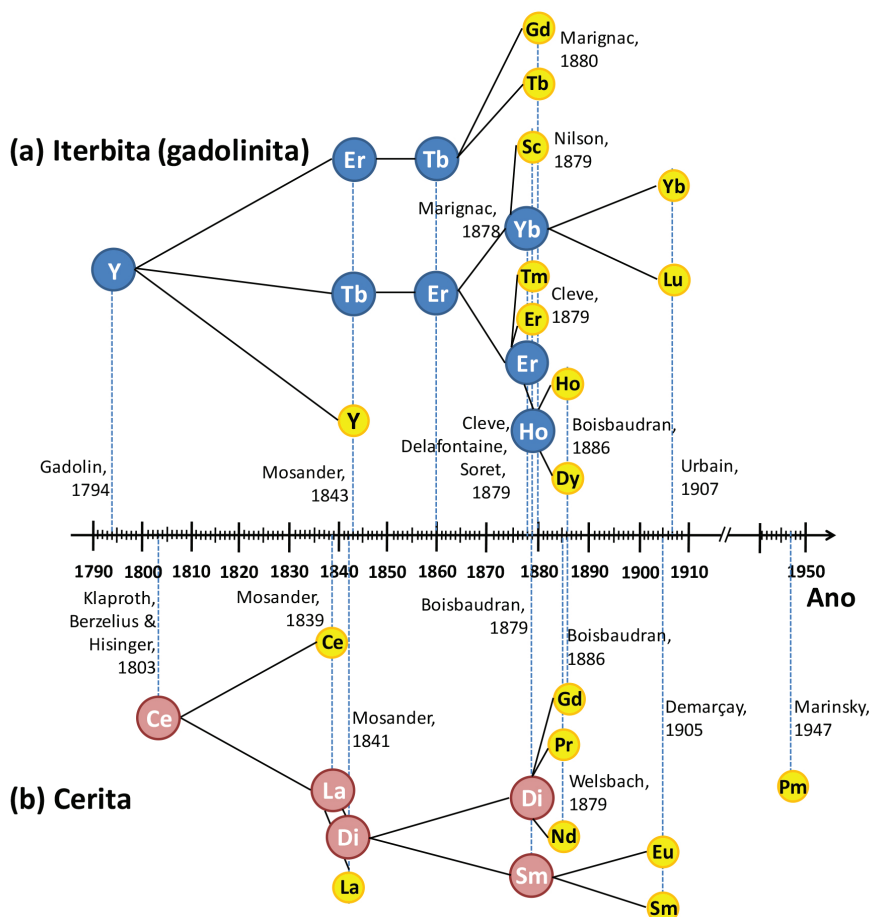 Gd
Marignac,
1880
Tb
(a) Iterbita (gadolinita)
Er
Tb
Sc
Nilson,
1879
Yb
Marignac,
1878
Yb
Y
Tb
Er
Tm
Lu
Cleve,
1879
Er
Er
Ho
Y
Cleve,
Delafontaine,
Soret,
1879
Ho
Boisbaudran,
1886
Gadolin,
1794
Mosander,
1843
Dy
Urbain,
1907
1790 1800 1810 1820 1830 1840 1850 1860 1870 1880 1890 1900 1910 1950
Ano
Klaproth,
Berzelius &
Hisinger,
1803
Mosander,
1839
Boisbaudran,
1879
Ce
Boisbaudran,
1886
Ce
Mosander,
1841
Gd
Demarçay,
1905
Marinsky,
1947
Pr
(b) Cerita
La
Di
Welsbach,
1879
Pm
Di
Nd
Eu
La
Sm
Sm